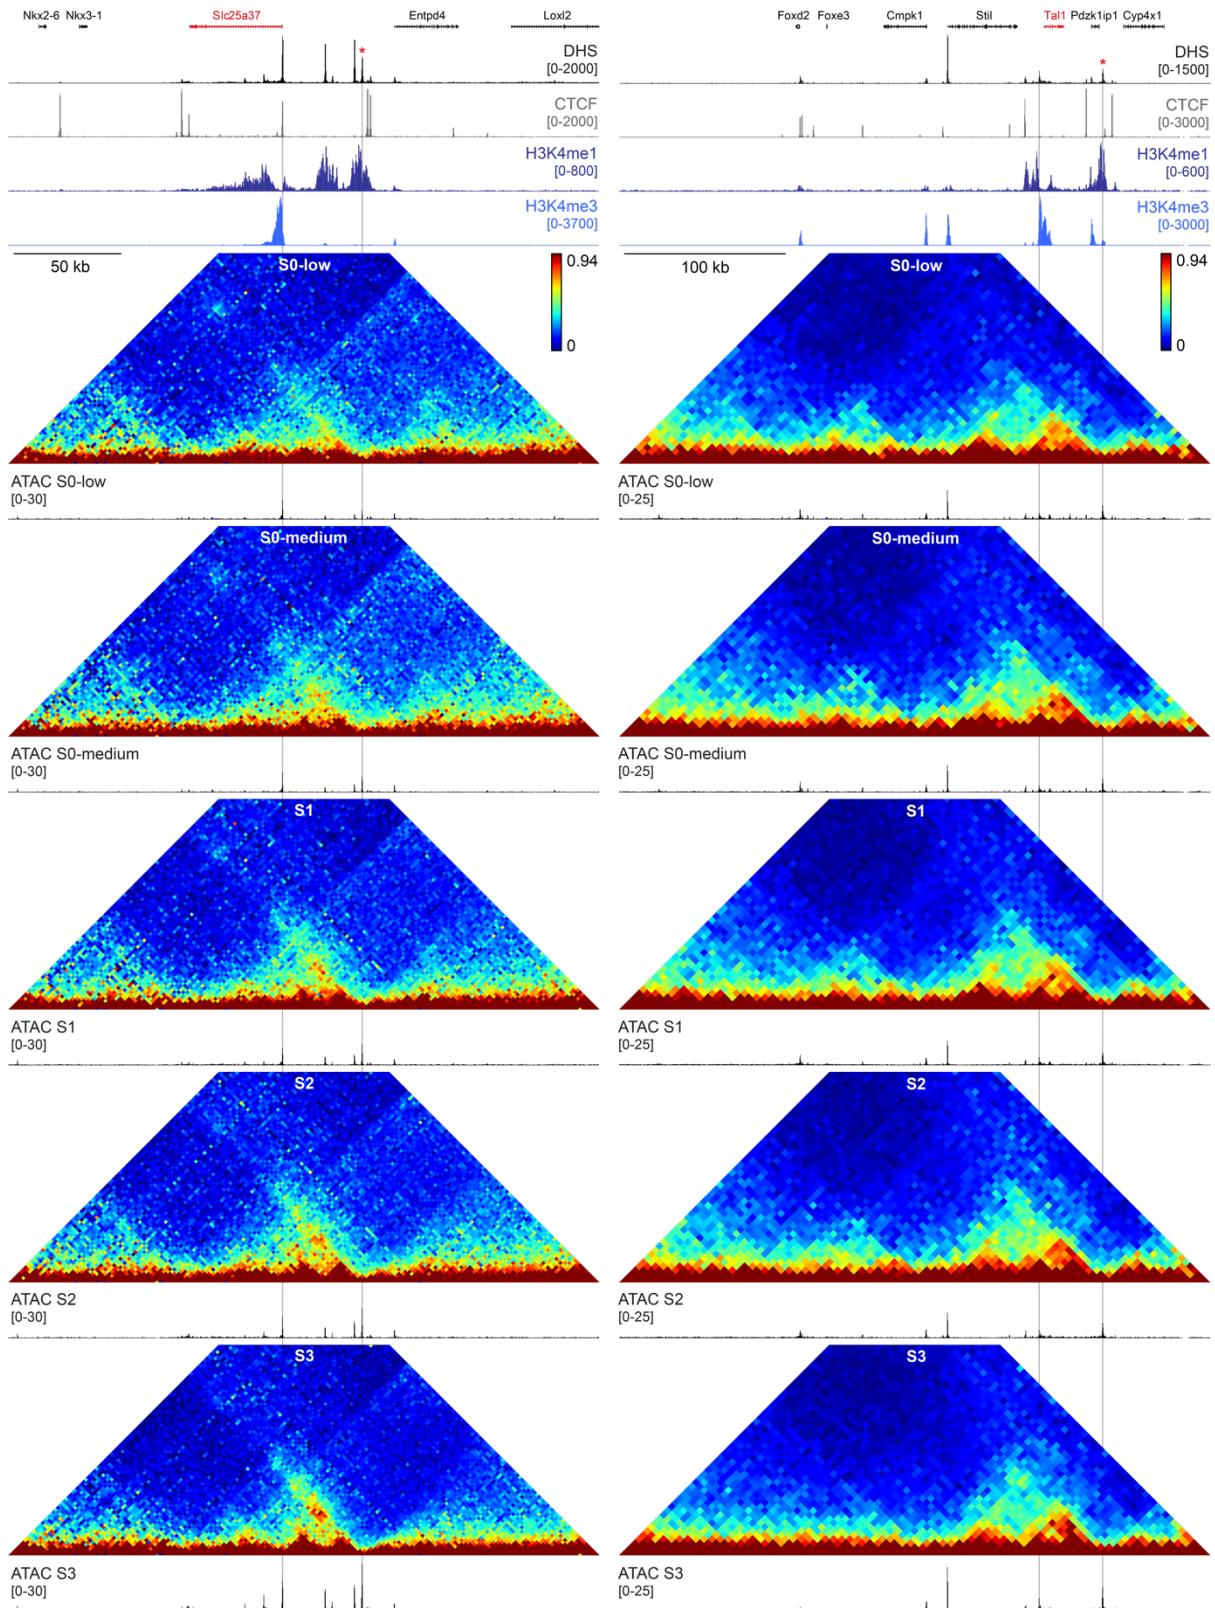 Nkx2-6 Nkx3-1 Slc25a37 Entpd4 Loxl2
DHS
[0-2000]
*
CTCF
[0-2000]
H3K4me1
[0-800]
H3K4me3
[0-3700]
50 kb
S0-low
0.94
0
ATAC S0-low
[0-30]
S0-medium
ATAC S0-medium
[0-30]
S1
ATAC S1
[0-30]
S2
ATAC S2
[0-30]
S3
ATAC S3
[0-30]
Foxd2 Foxe3 Cmpk1 Stil Tal1 Pdzk1ip1 Cyp4x1
DHS
[0-1500]
*
CTCF
[0-3000]
H3K4me1
[0-600]
H3K4me3
[0-3000]
100 kb
S0-low
0.94
0
ATAC S0-low
[0-25]
S0-medium
ATAC S0-medium
[0-25]
S1
ATAC S1
[0-25]
S2
ATAC S2
[0-25]
S3
ATAC S3
[0-25]